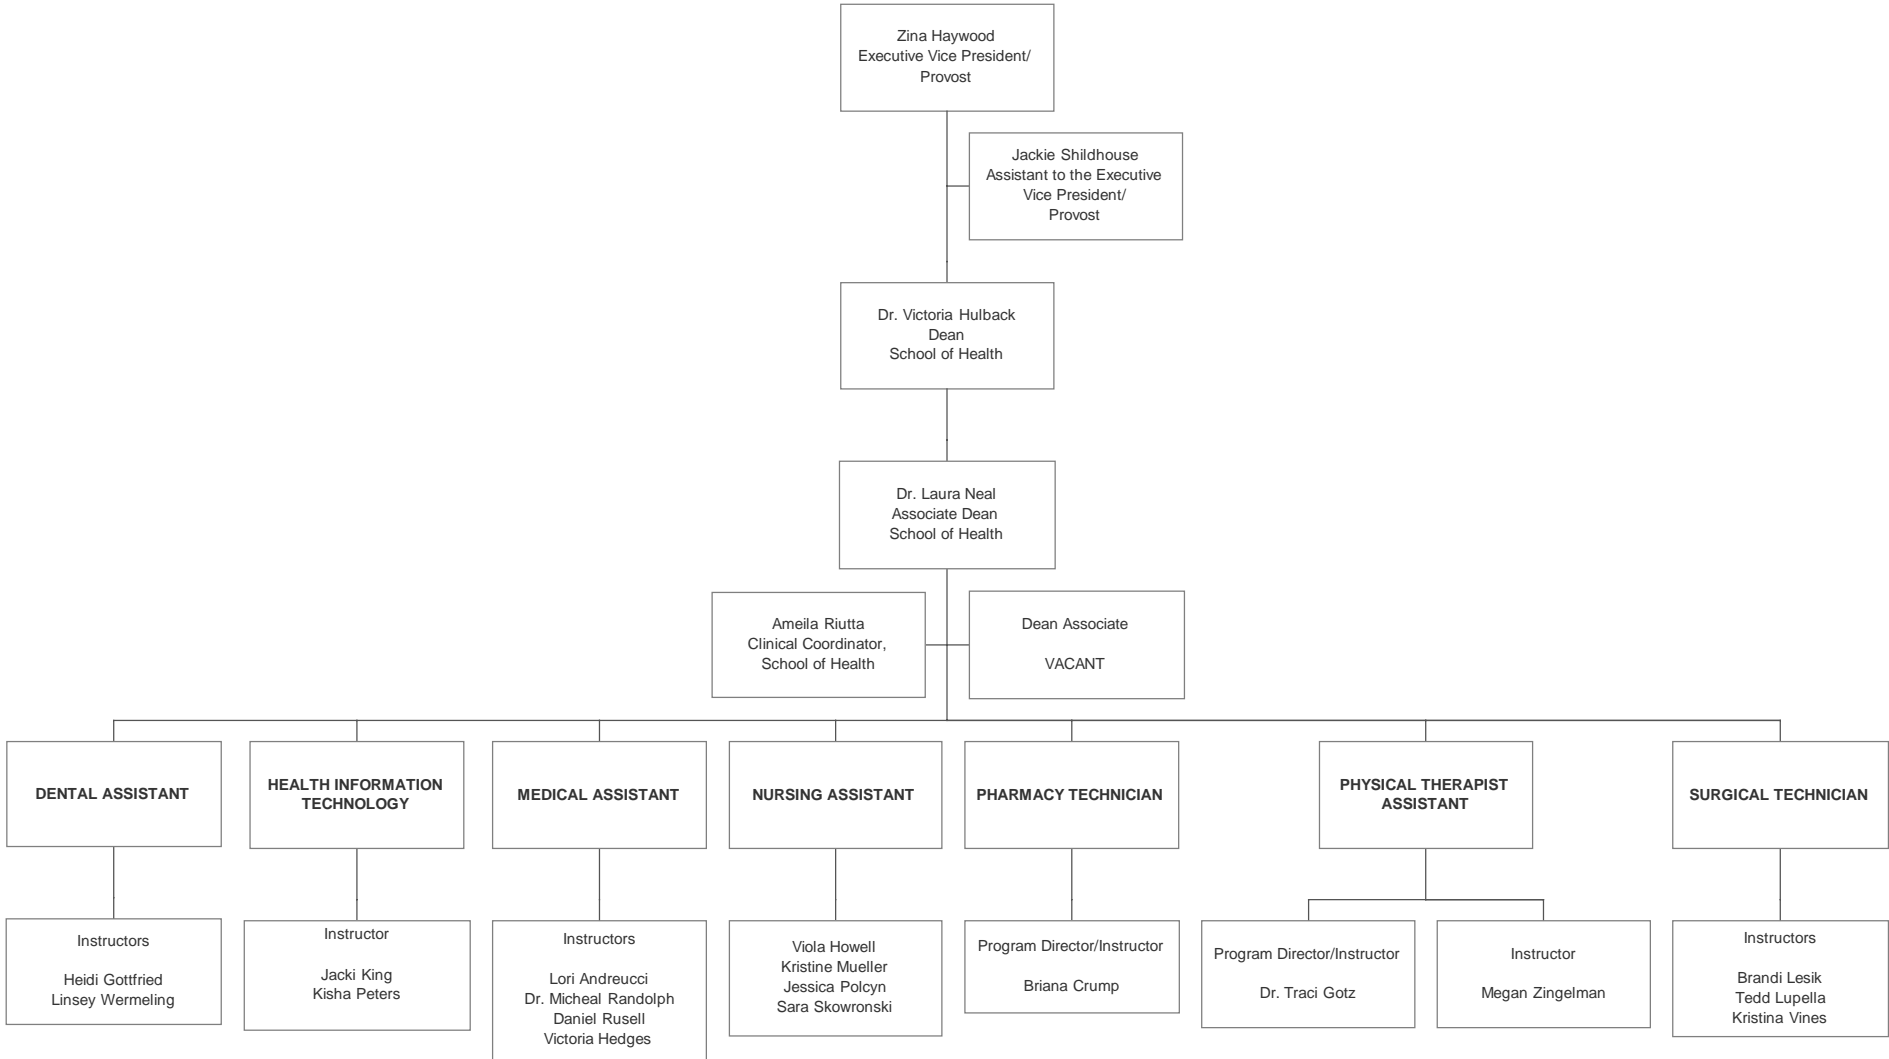 Zina Haywood
Executive Vice President/
Provost
Jackie Shildhouse
Assistant to the Executive
Vice President/
Provost
Dr. Victoria Hulback
Dean
School of Health
Dr. Laura Neal
Associate Dean
School of Health
Ameila Riutta
Clinical Coordinator,
School of Health
Dean Associate
VACANT
DENTAL ASSISTANT
HEALTH INFORMATION
TECHNOLOGY
MEDICAL ASSISTANT
NURSING ASSISTANT
PHARMACY TECHNICIAN
PHYSICAL THERAPIST
ASSISTANT
SURGICAL TECHNICIAN
Instructors
Heidi Gottfried
Linsey Wermeling
Instructor
Jacki King
Kisha Peters
Instructors
Lori Andreucci
Dr. Micheal Randolph
Daniel Rusell
Victoria Hedges
Viola Howell
Kristine Mueller
Jessica Polcyn
Sara Skowronski
Program Director/Instructor
Briana Crump
Program Director/Instructor
Dr. Traci Gotz
Instructor
Megan Zingelman
Instructors
Brandi Lesik
Tedd Lupella
Kristina Vines